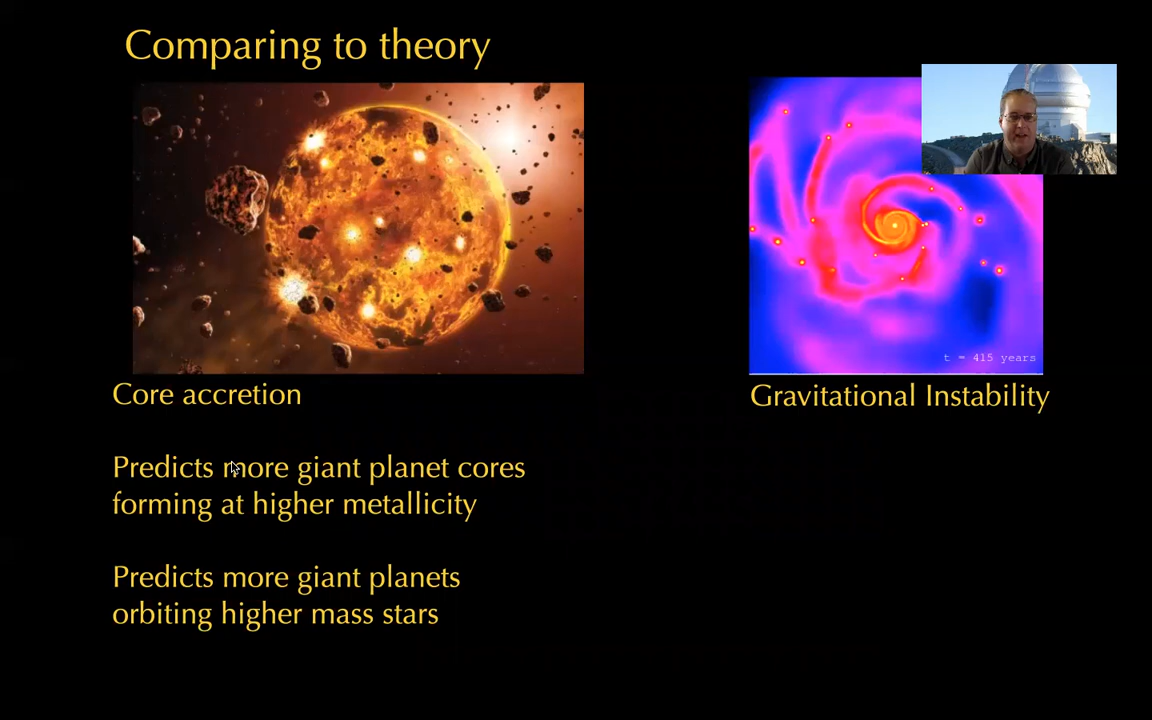 Comparing to theory
t = 415 years
Core accretion
Gravitational Instability
Predicts more giant planet cores
forming at higher metallicity
Predicts more giant planets
orbiting higher mass stars